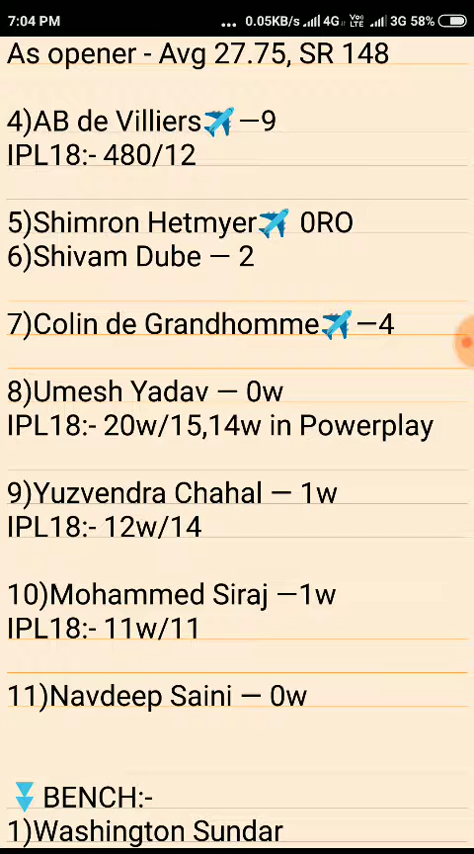 7:04 PM ... 0.05KB/s 4G VoLTE 3G 58%
As opener - Avg 27.75, SR 148
4)AB de Villiers✈️ —9
IPL18:- 480/12
5)Shimron Hetmyer✈️ 0RO
6)Shivam Dube — 2
7)Colin de Grandhomme✈️ —4
8)Umesh Yadav — 0w
IPL18:- 20w/15,14w in Powerplay
9)Yuzvendra Chahal — 1w
IPL18:- 12w/14
10)Mohammed Siraj —1w
IPL18:- 11w/11
11)Navdeep Saini — 0w
⏬ BENCH:-
1)Washington Sundar